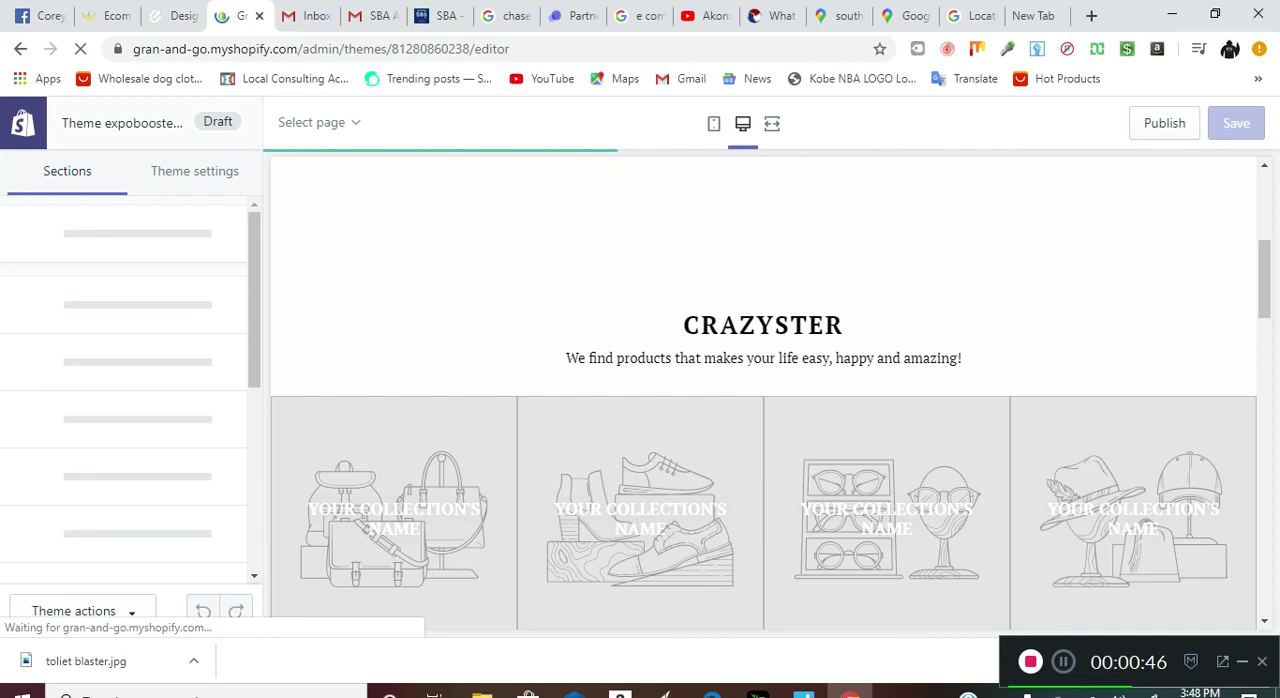 Corey
Ecom
Desig
Gr
Inbox
SBA A
SBA -
chase
Partne
e com
Akon
What
south
Goog
Locat
New Tab
gran-and-go.myshopify.com/admin/themes/81280860238/editor
Apps
Wholesale dog clot...
Local Consulting Ac...
Trending posts — S...
YouTube
Maps
Gmail
News
Kobe NBA LOGO Lo...
Translate
Hot Products
»
Theme expobooste...
Draft
Select page
Publish
Save
Sections
Theme settings
CRAZYSTER
We find products that makes your life easy, happy and amazing!
YOUR COLLECTION'S
NAME
YOUR COLLECTION'S
NAME
YOUR COLLECTION'S
NAME
YOUR COLLECTION'S
NAME
Theme actions
Waiting for gran-and-go.myshopify.com...
toliet blaster.jpg
00:00:46
3:48 PM